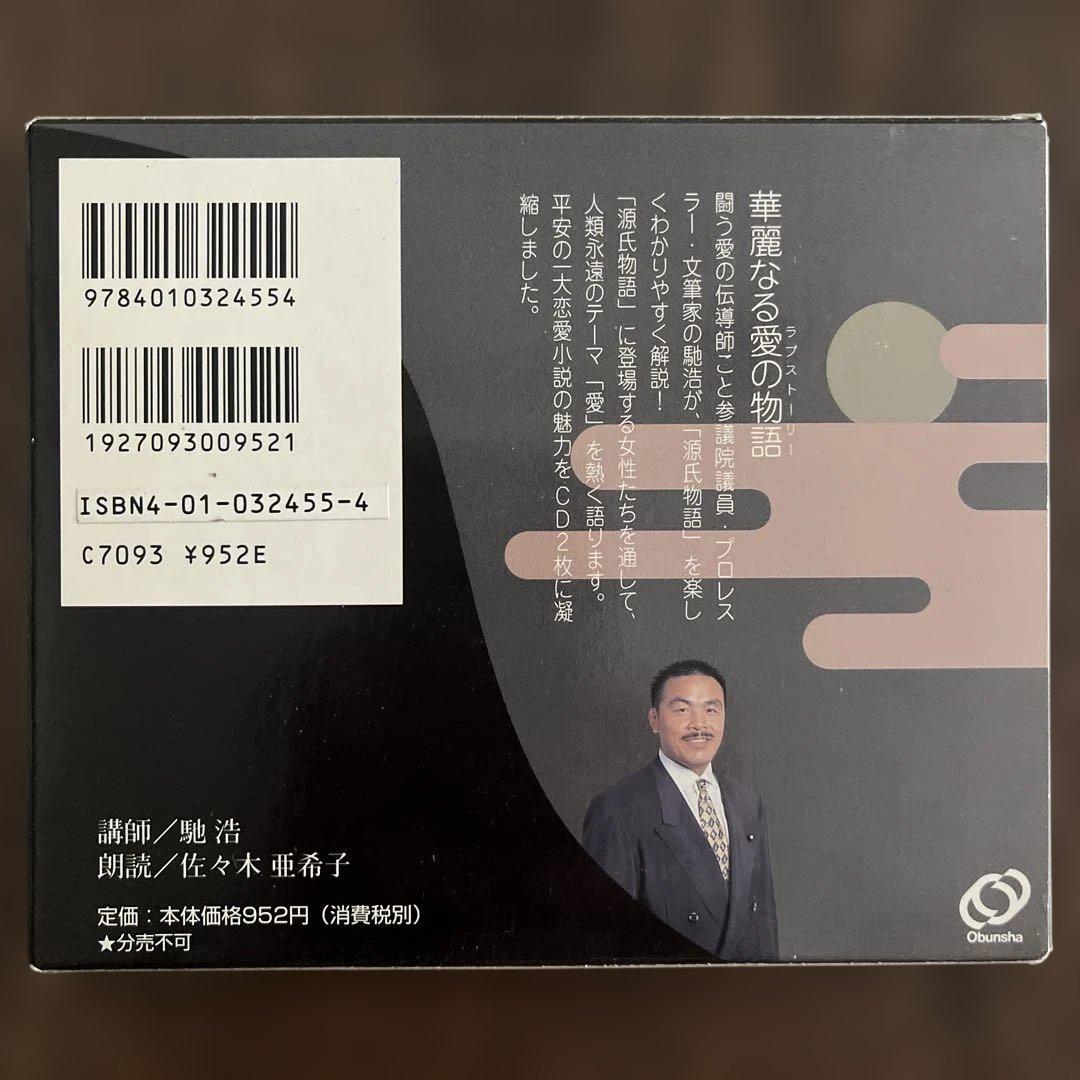 華麗なる愛の物語
ラブストーリー
闘う愛の伝導師こと参議院議員・プロレス
ラー・文筆家の馳浩が、「源氏物語」を楽し
くわかりやすく解説！
「源氏物語」に登場する女性たちを通して、
人類永遠のテーマ「愛」を熱く語ります。
平安の一大恋愛小説の魅力をCD2枚に凝
縮しました。
9784010324554
1927093009521
ISBN4-01-032455-4
C7093 ¥952E
講師／馳 浩
朗読／佐々木 亜希子
定価：本体価格952円（消費税別）
★分売不可
Obunsha